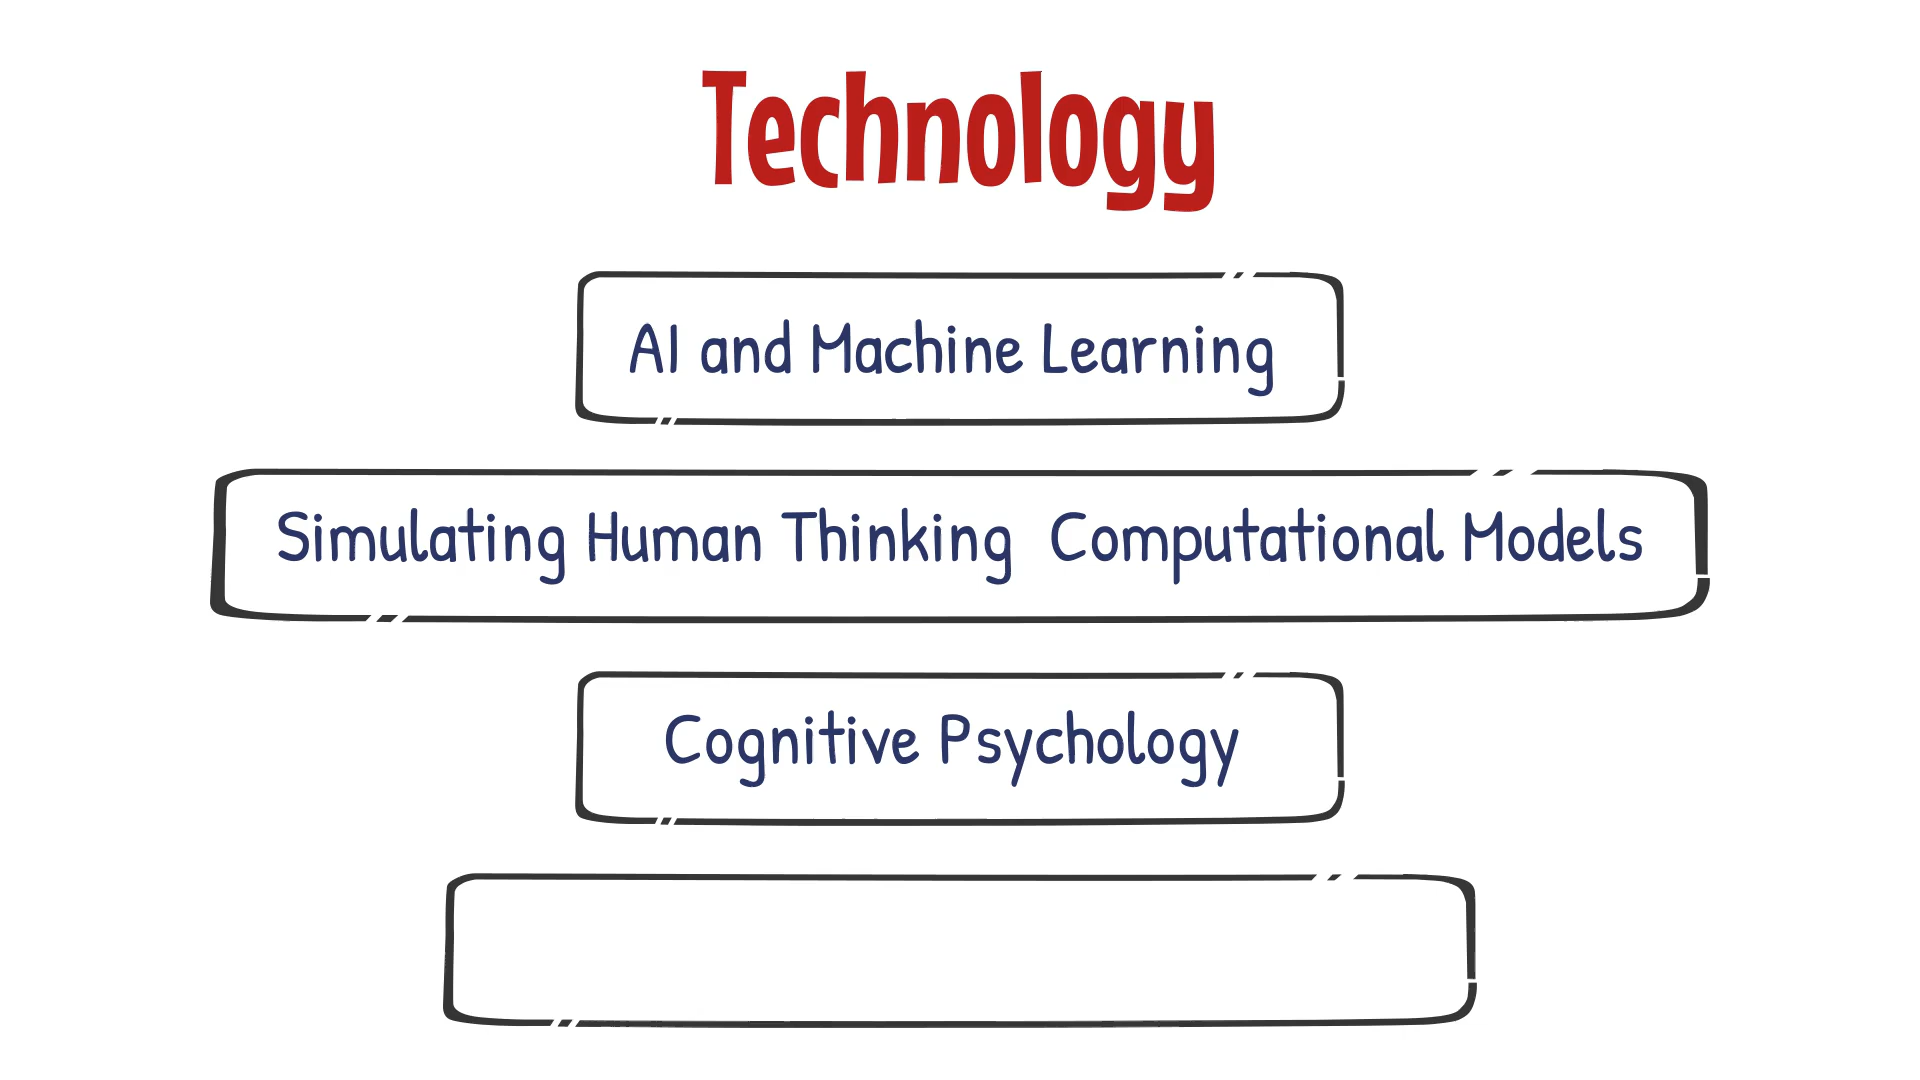 Technology
AI and Machine Learning
Simulating Human Thinking  Computational Models
Cognitive Psychology